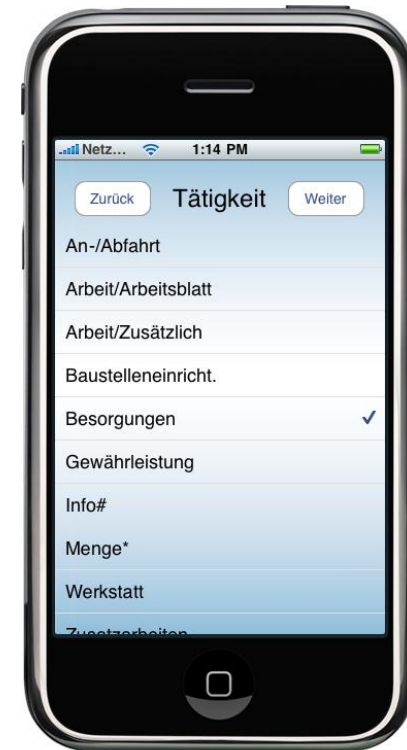 Netz... 1:14 PM
Zurück Tätigkeit Weiter
An-/Abfahrt
Arbeit/Arbeitsblatt
Arbeit/Zusätzlich
Baustelleneinricht.
Besorgungen
Gewährleistung
Info#
Menge*
Werkstatt
Zusatzarbeiten